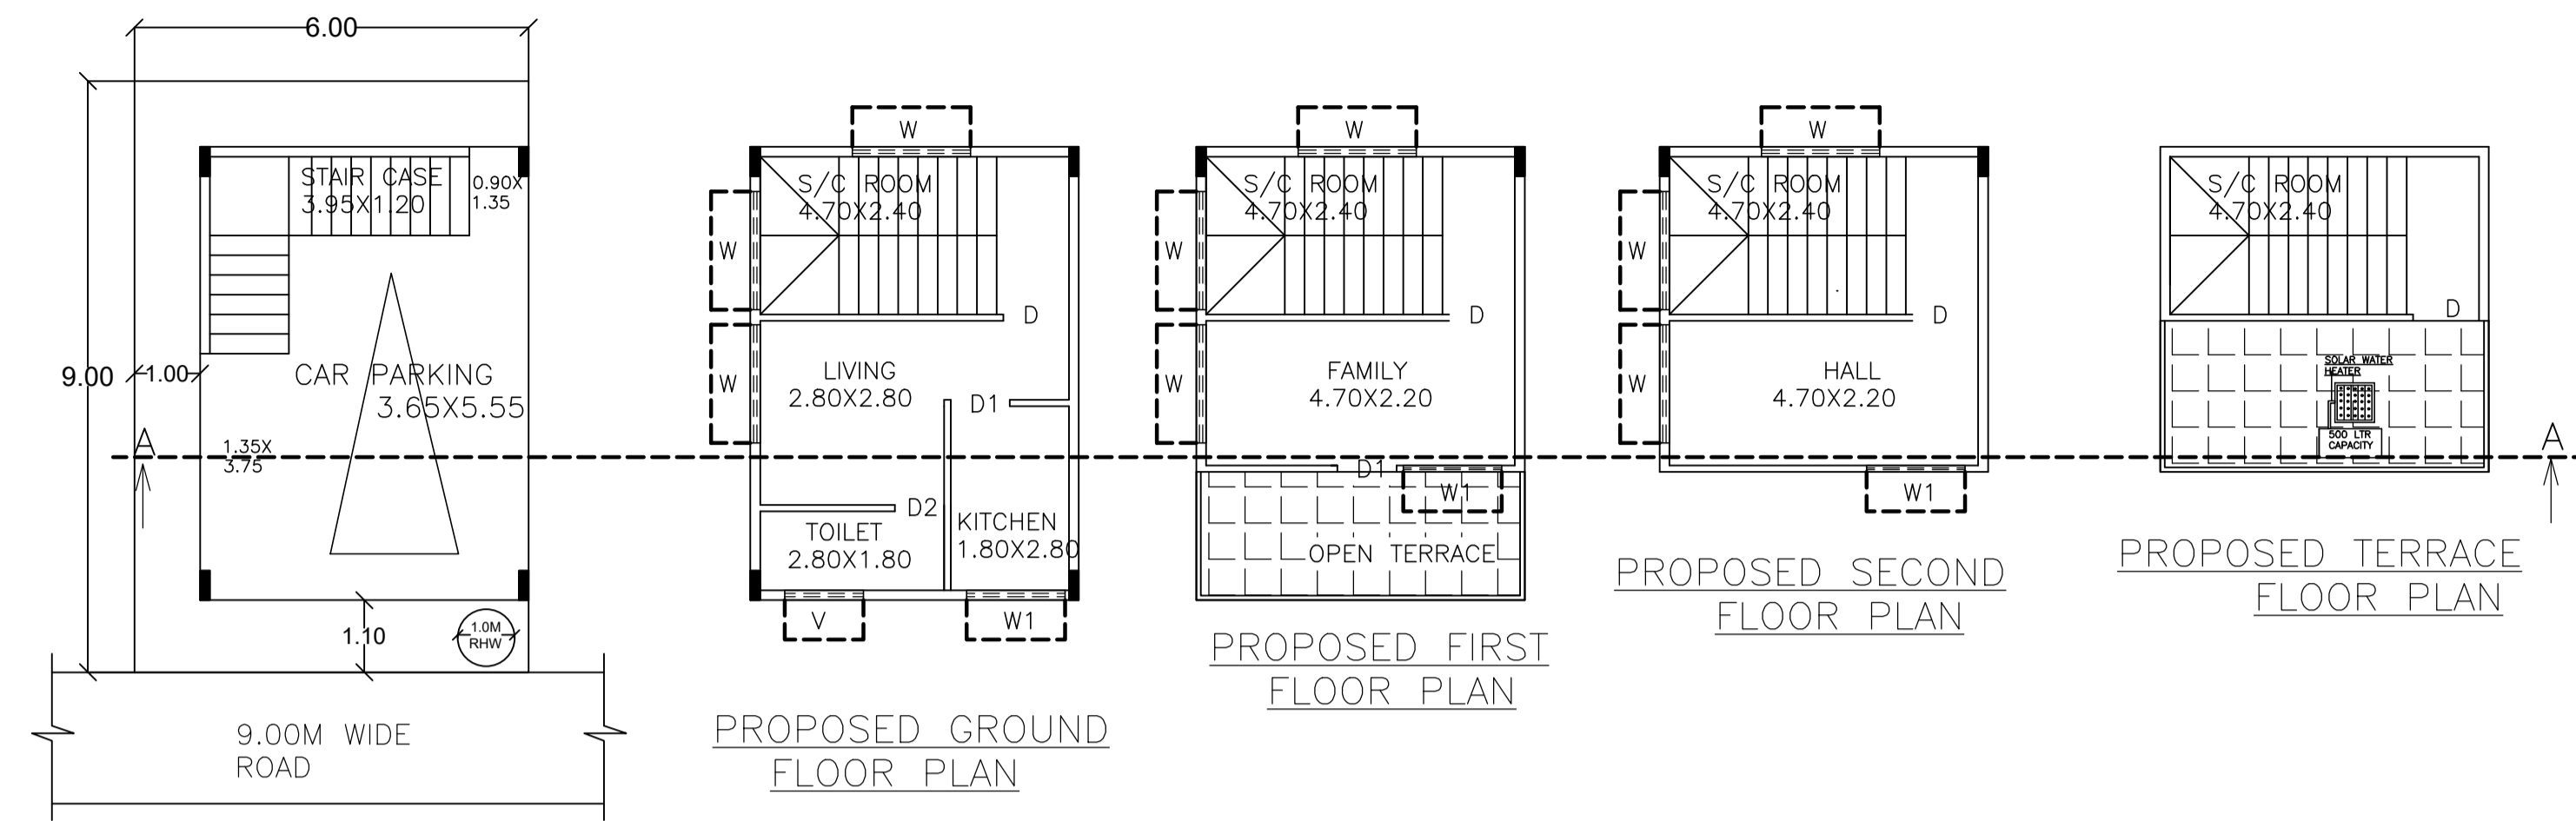 6.00
9.00
1.00
STAIR CASE
3.95X1.20
0.90X
1.35
CAR PARKING
3.65X5.55
A
1.35X
3.75
1.10
1.0M
RHW
9.00M WIDE
ROAD
W
W
W
S/C ROOM
4.70X2.40
D
LIVING
2.80X2.80
D1
D2
TOILET
2.80X1.80
KITCHEN
1.80X2.80
V
W1
PROPOSED GROUND
FLOOR PLAN
W
W
W
S/C ROOM
4.70X2.40
D
FAMILY
4.70X2.20
D1
W1
OPEN TERRACE
PROPOSED FIRST
FLOOR PLAN
W
W
W
S/C ROOM
4.70X2.40
D
HALL
4.70X2.20
W1
PROPOSED SECOND
FLOOR PLAN
S/C ROOM
4.70X2.40
D
SOLAR WATER
HEATER
500 LTR
CAPACITY
A
PROPOSED TERRACE
FLOOR PLAN